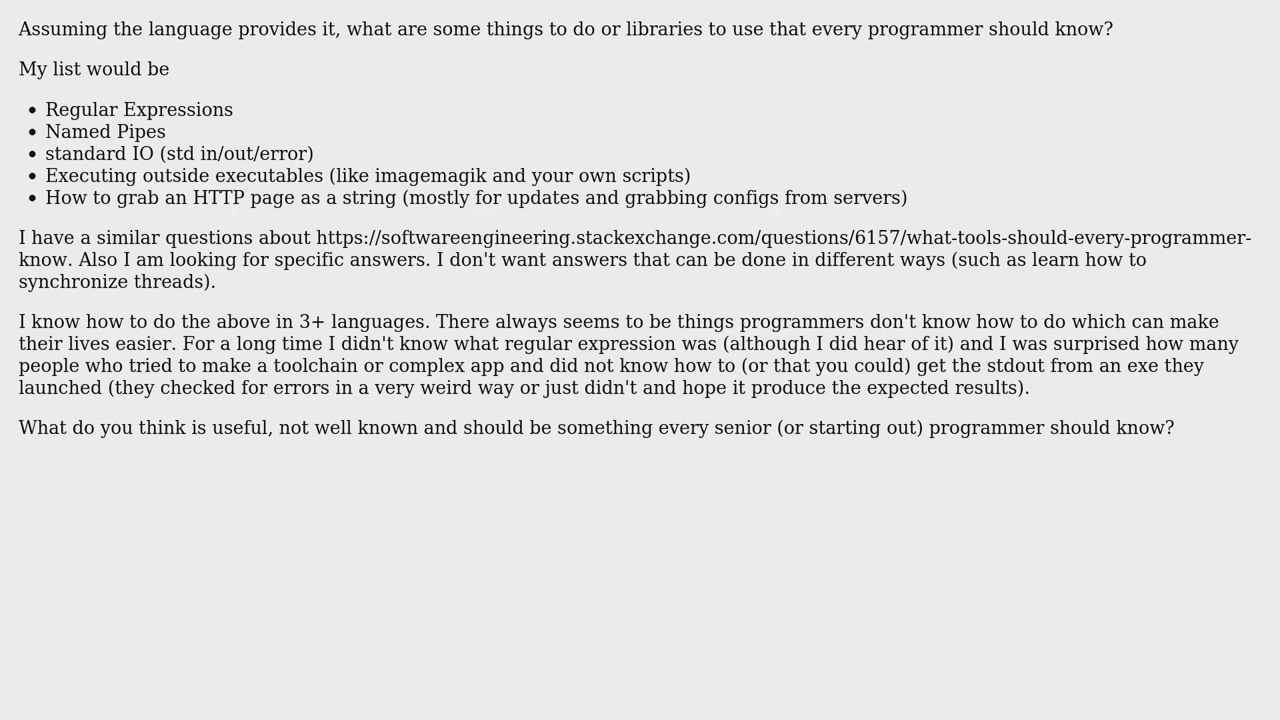 Assuming the language provides it, what are some things to do or libraries to use that every programmer should know?
My list would be
• Regular Expressions
• Named Pipes
• standard IO (std in/out/error)
• Executing outside executables (like imagemagik and your own scripts)
• How to grab an HTTP page as a string (mostly for updates and grabbing configs from servers)
I have a similar questions about https://softwareengineering.stackexchange.com/questions/6157/what-tools-should-every-programmer-
know. Also I am looking for specific answers. I don't want answers that can be done in different ways (such as learn how to
synchronize threads).
I know how to do the above in 3+ languages. There always seems to be things programmers don't know how to do which can make
their lives easier. For a long time I didn't know what regular expression was (although I did hear of it) and I was surprised how many
people who tried to make a toolchain or complex app and did not know how to (or that you could) get the stdout from an exe they
launched (they checked for errors in a very weird way or just didn't and hope it produce the expected results).
What do you think is useful, not well known and should be something every senior (or starting out) programmer should know?